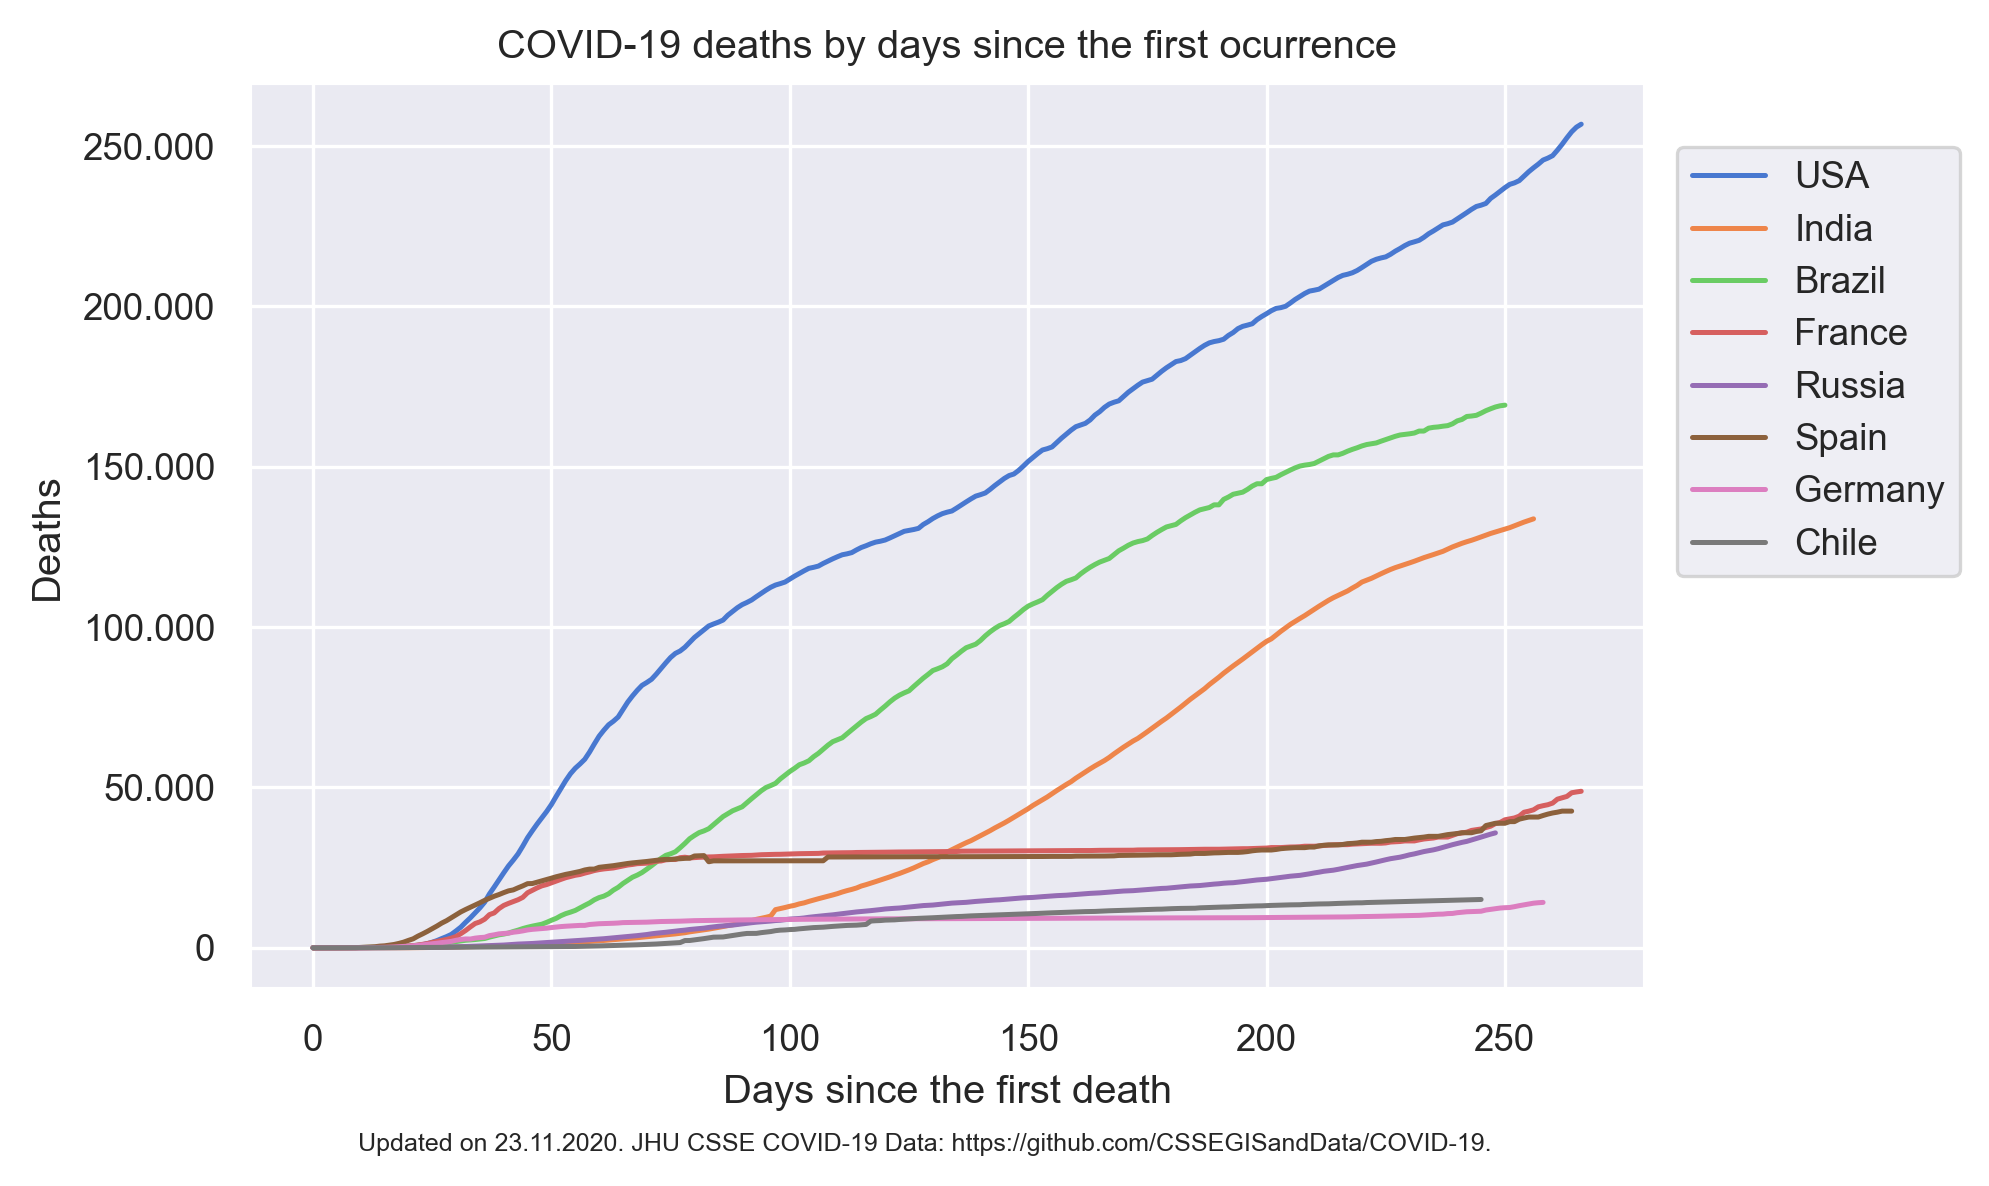 COVID-19 deaths by days since the first ocurrence
250.000
200.000
150.000
100.000
50.000
0
Deaths
0 50 100 150 200 250
Days since the first death
USA
India
Brazil
France
Russia
Spain
Germany
Chile
Updated on 23.11.2020. JHU CSSE COVID-19 Data: https://github.com/CSSEGISandData/COVID-19.